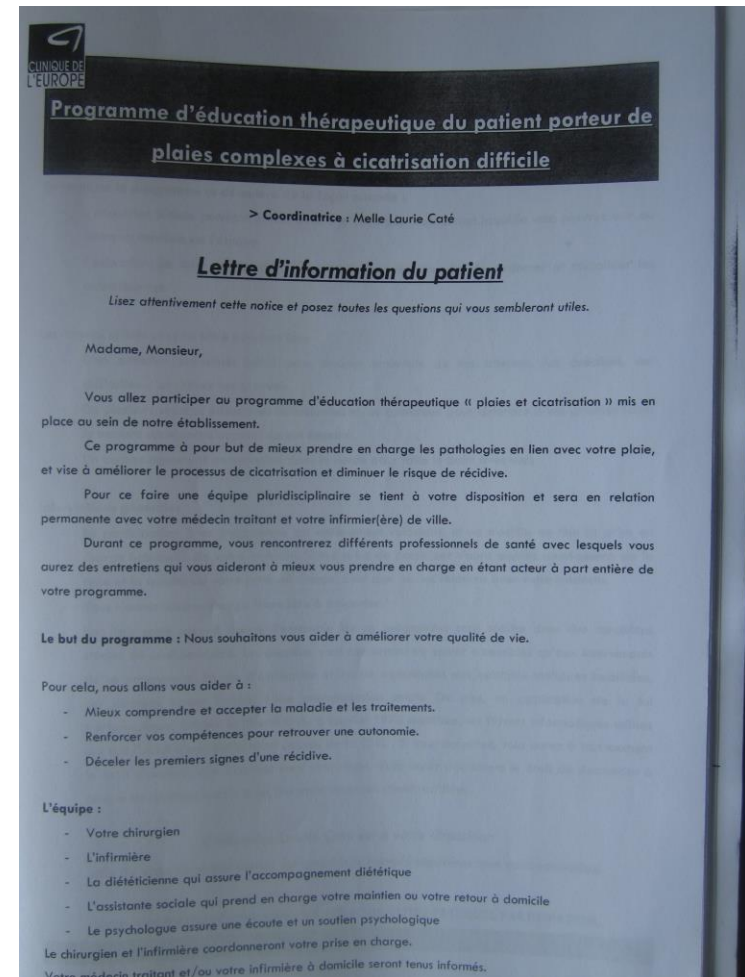 CLINIQUE DE
L'EUROPE
Programme d'éducation thérapeutique du patient porteur de
plaies complexes à cicatrisation difficile
> Coordinatrice : Melle Laurie Caté
Lettre d'information du patient
Lisez attentivement cette notice et posez toutes les questions qui vous sembleront utiles.
Madame, Monsieur,
Vous allez participer au programme d'éducation thérapeutique « plaies et cicatrisation » mis en
place au sein de notre établissement.
Ce programme à pour but de mieux prendre en charge les pathologies en lien avec votre plaie,
et vise à améliorer le processus de cicatrisation et diminuer le risque de récidive.
Pour ce faire une équipe pluridisciplinaire se tient à votre disposition et sera en relation
permanente avec votre médecin traitant et votre infirmier(ère) de ville.
Durant ce programme, vous rencontrerez différents professionnels de santé avec lesquels vous
aurez des entretiens qui vous aideront à mieux vous prendre en charge en étant acteur à part entière de
votre programme.
Le but du programme : Nous souhaitons vous aider à améliorer votre qualité de vie.
Pour cela, nous allons vous aider à :
- Mieux comprendre et accepter la maladie et les traitements.
- Renforcer vos compétences pour retrouver une autonomie.
- Déceler les premiers signes d'une récidive.
L'équipe :
- Votre chirurgien
- L'infirmière
- La diététicienne qui assure l'accompagnement diététique
- L'assistante sociale qui prend en charge votre maintien ou votre retour à domicile
- Le psychologue assure une écoute et un soutien psychologique
Le chirurgien et l'infirmière coordonneront votre prise en charge.
Votre médecin traitant et/ou votre infirmière à domicile seront tenus informés.